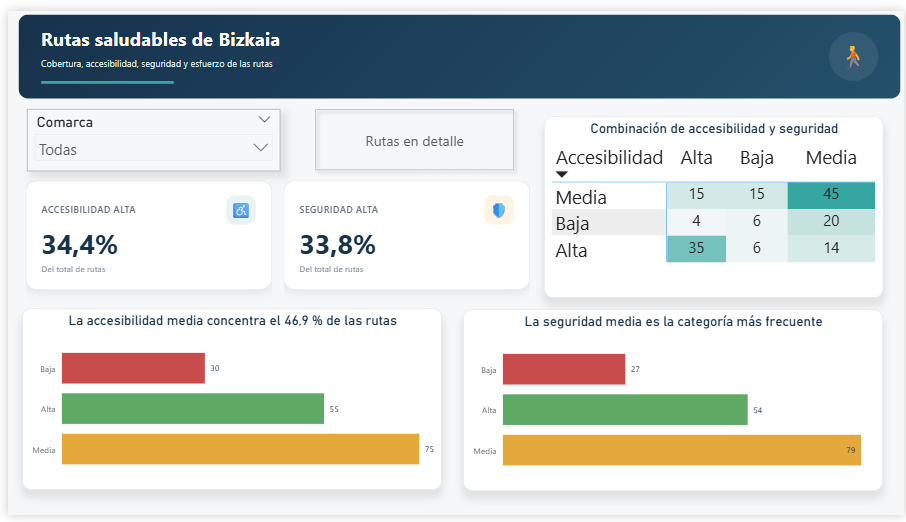 Rutas saludables de Bizkaia
Cobertura, accesibilidad, seguridad y esfuerzo de las rutas
Comarca
Todas
Rutas en detalle
ACCESIBILIDAD ALTA
34,4%
Del total de rutas
SEGURIDAD ALTA
33,8%
Del total de rutas
Combinación de accesibilidad y seguridad
Accesibilidad Alta Baja Media
Media 15 15 45
Baja 4 6 20
Alta 35 6 14
La accesibilidad media concentra el 46,9 % de las rutas
Baja 30
Alta 55
Media 75
La seguridad media es la categoría más frecuente
Baja 27
Alta 54
Media 79